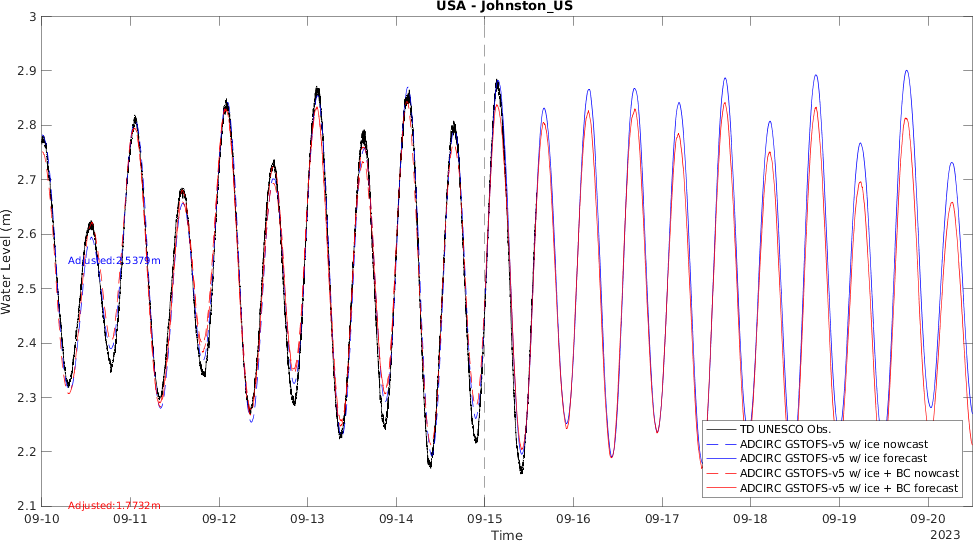 USA - Johnston_US
3
2.9
2.8
2.7
2.6
2.5
2.4
2.3
2.2
2.1
Water Level (m)
Adjusted:2.5379m
Adjusted:1.7732m
TD UNESCO Obs.
ADCIRC GSTOFS-v5 w/ ice nowcast
ADCIRC GSTOFS-v5 w/ ice forecast
ADCIRC GSTOFS-v5 w/ ice + BC nowcast
ADCIRC GSTOFS-v5 w/ ice + BC forecast
09-10 09-11 09-12 09-13 09-14 09-15 09-16 09-17 09-18 09-19 09-20
Time
2023